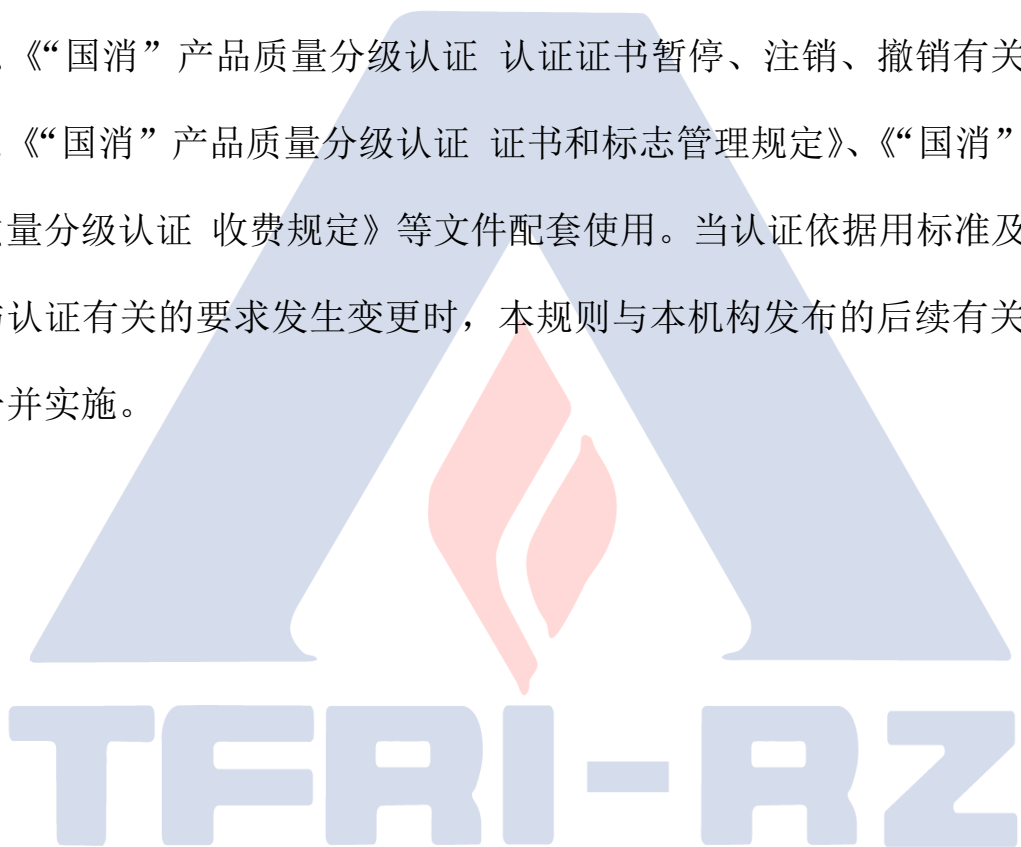 《“国消”产品质量分级认证 认证证书暂停、注销、撤销有关
《“国消”产品质量分级认证 证书和标志管理规定》、《“国消”
量分级认证 收费规定》等文件配套使用。当认证依据用标准及
认证有关的要求发生变更时，本规则与本机构发布的后续有关
并实施。
TFRI-RZ